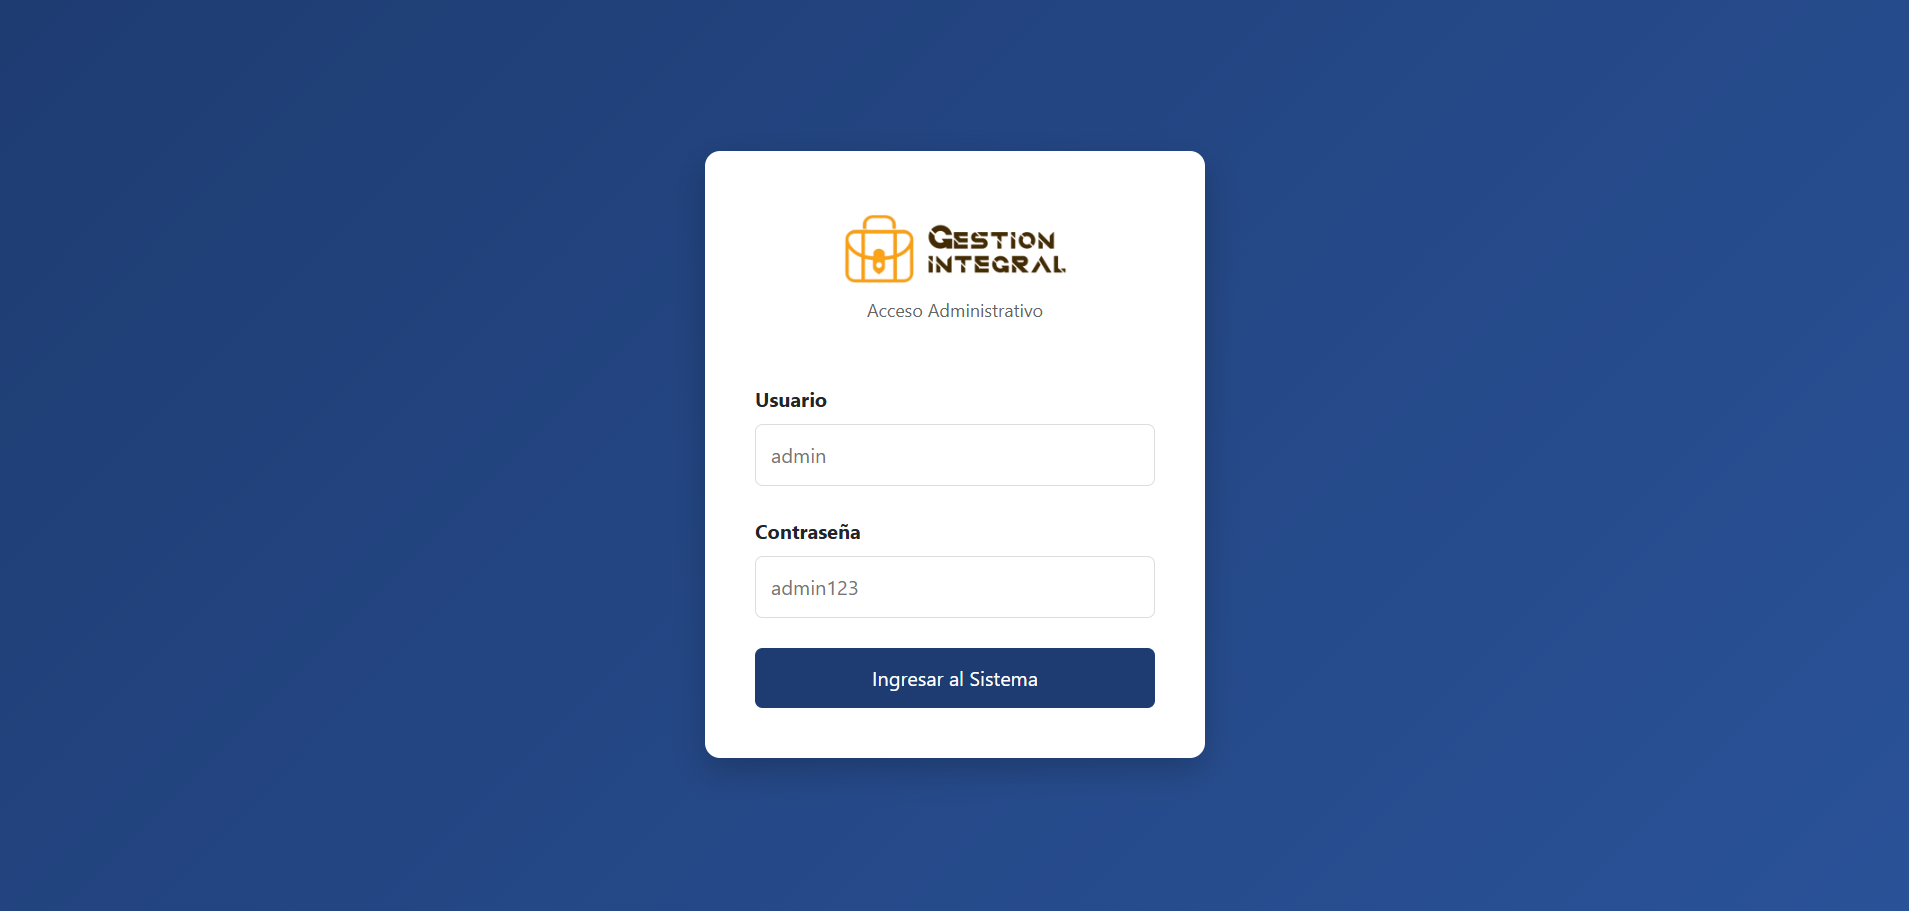 GESTION
INTEGRAL
Acceso Administrativo
Usuario
admin
Contraseña
admin123
Ingresar al Sistema